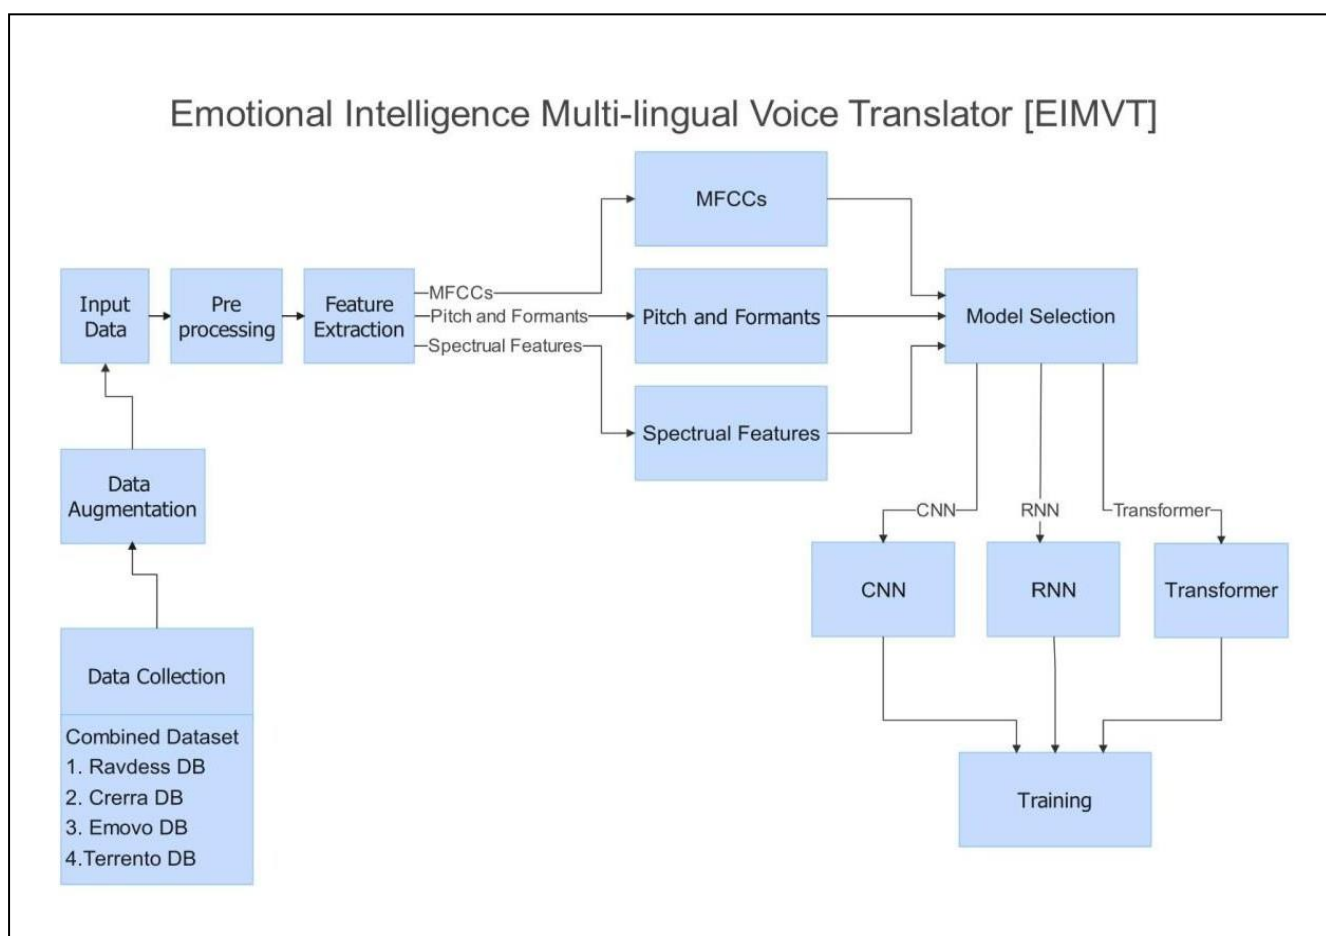 Emotional Intelligence Multi-lingual Voice Translator [EIMVT]
MFCCs
Input
Data
Pre
processing
Feature
Extraction
MFCCs
Pitch and Formants
Spectrual Features
Pitch and Formants
Model Selection
Spectrual Features
Data
Augmentation
CNN
RNN
Transformer
CNN
RNN
Transformer
Data Collection
Combined Dataset
1. Ravdess DB
2. Crerra DB
3. Emovo DB
4.Terrento DB
Training